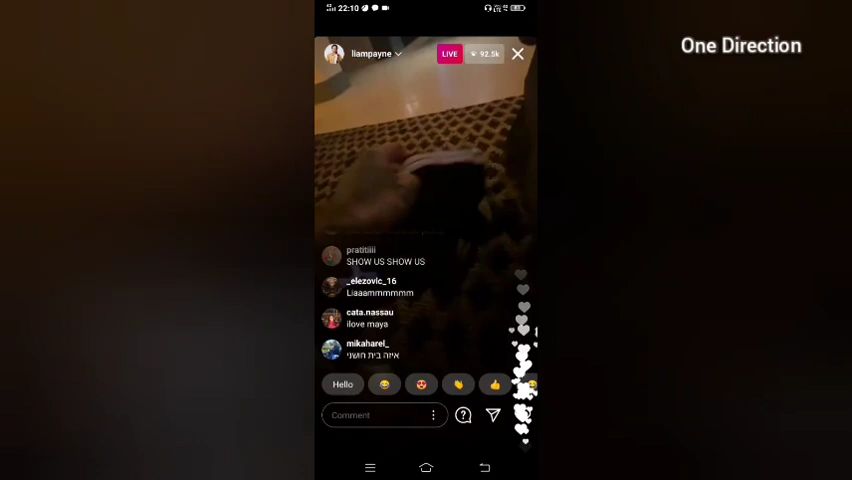 22:10
One Direction
liampayne
LIVE
92.5k
pratitiiii
SHOW US SHOW US
_elezovic_16
Liaaammmmmm
cata.nassau
ilove maya
mikaharel_
איזה בית חושני
Hello
Comment